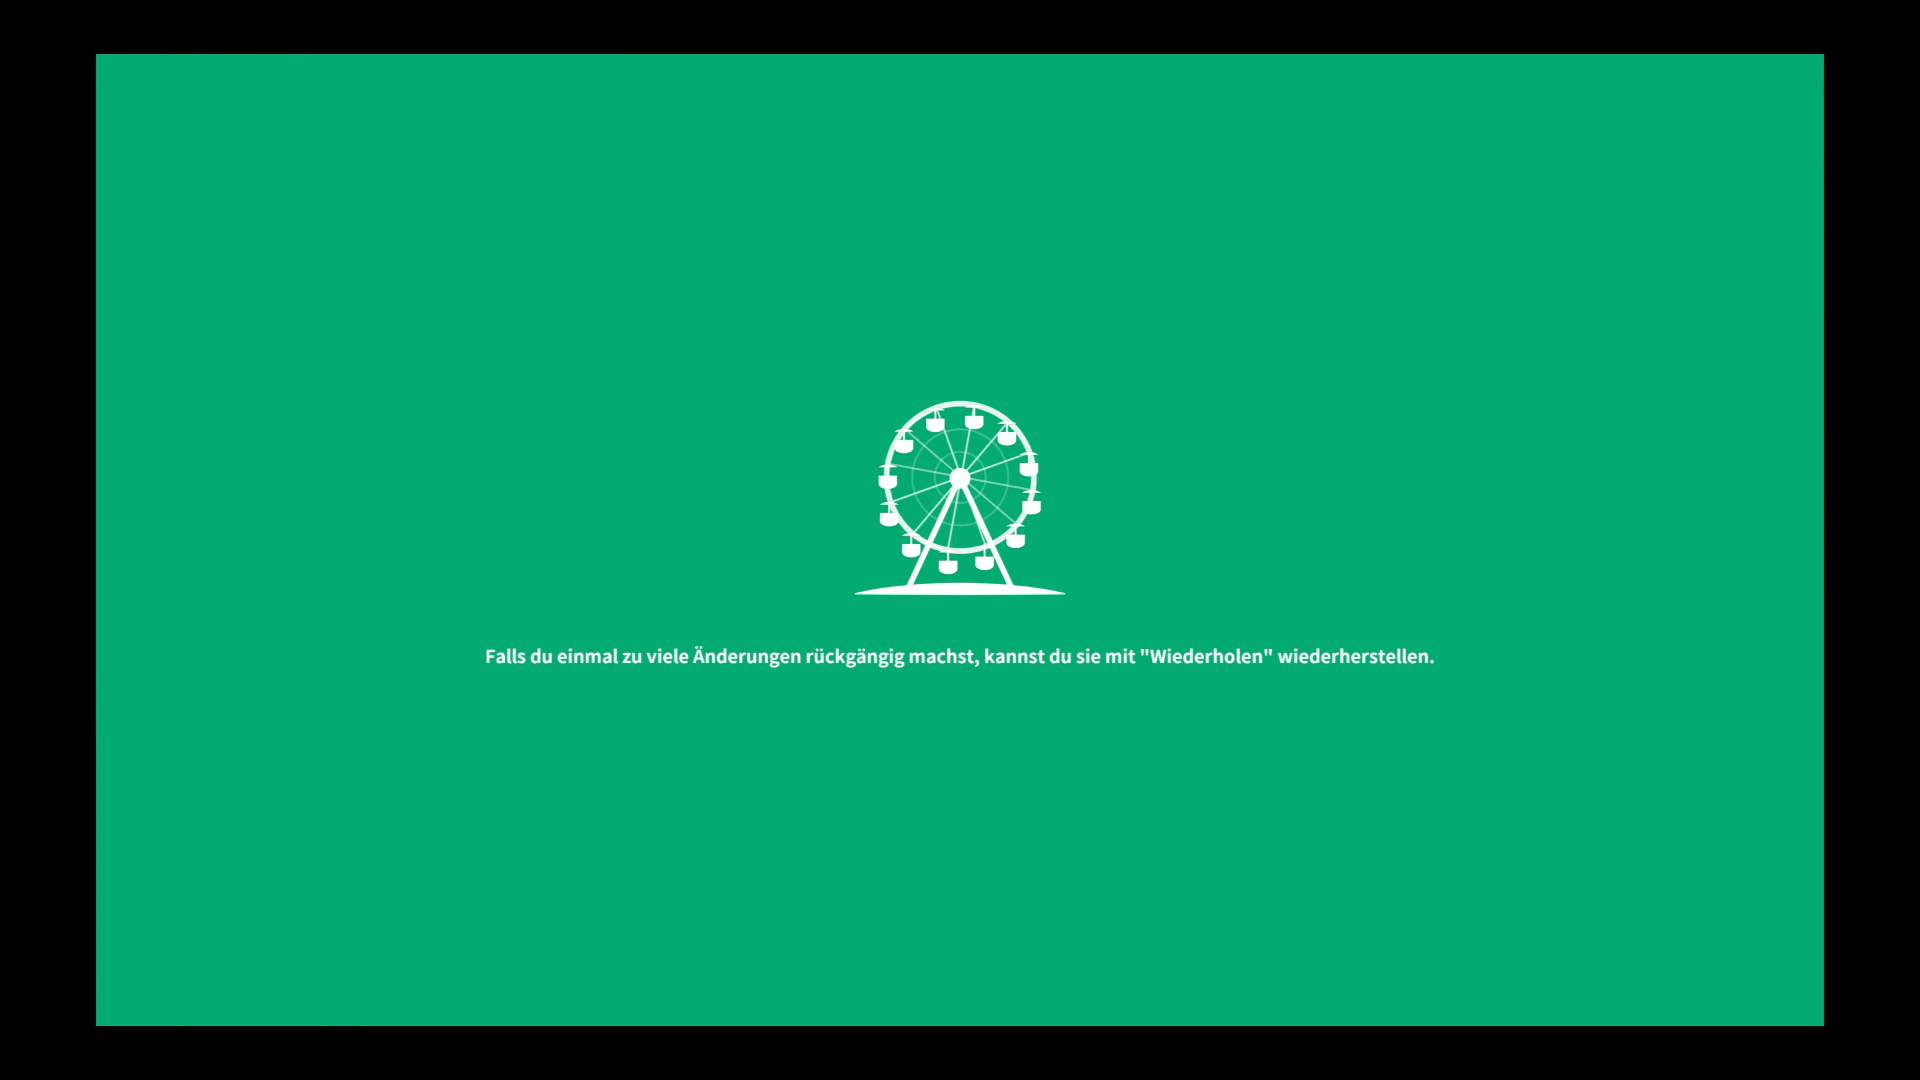 Falls du einmal zu viele Änderungen rückgängig machst, kannst du sie mit "Wiederholen" wiederherstellen.